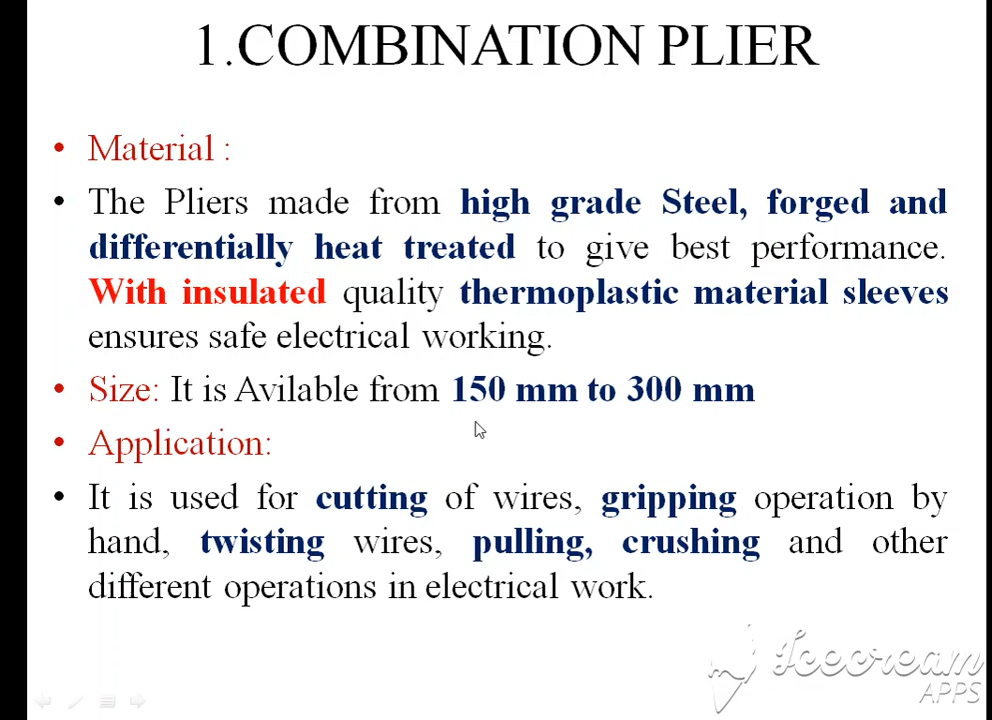 1.COMBINATION PLIER
• Material :
• The Pliers made from high grade Steel, forged and
differentially heat treated to give best performance.
With insulated quality thermoplastic material sleeves
ensures safe electrical working.
• Size: It is Avilable from 150 mm to 300 mm
• Application:
• It is used for cutting of wires, gripping operation by
hand, twisting wires, pulling, crushing and other
different operations in electrical work.
Icecream
APPS